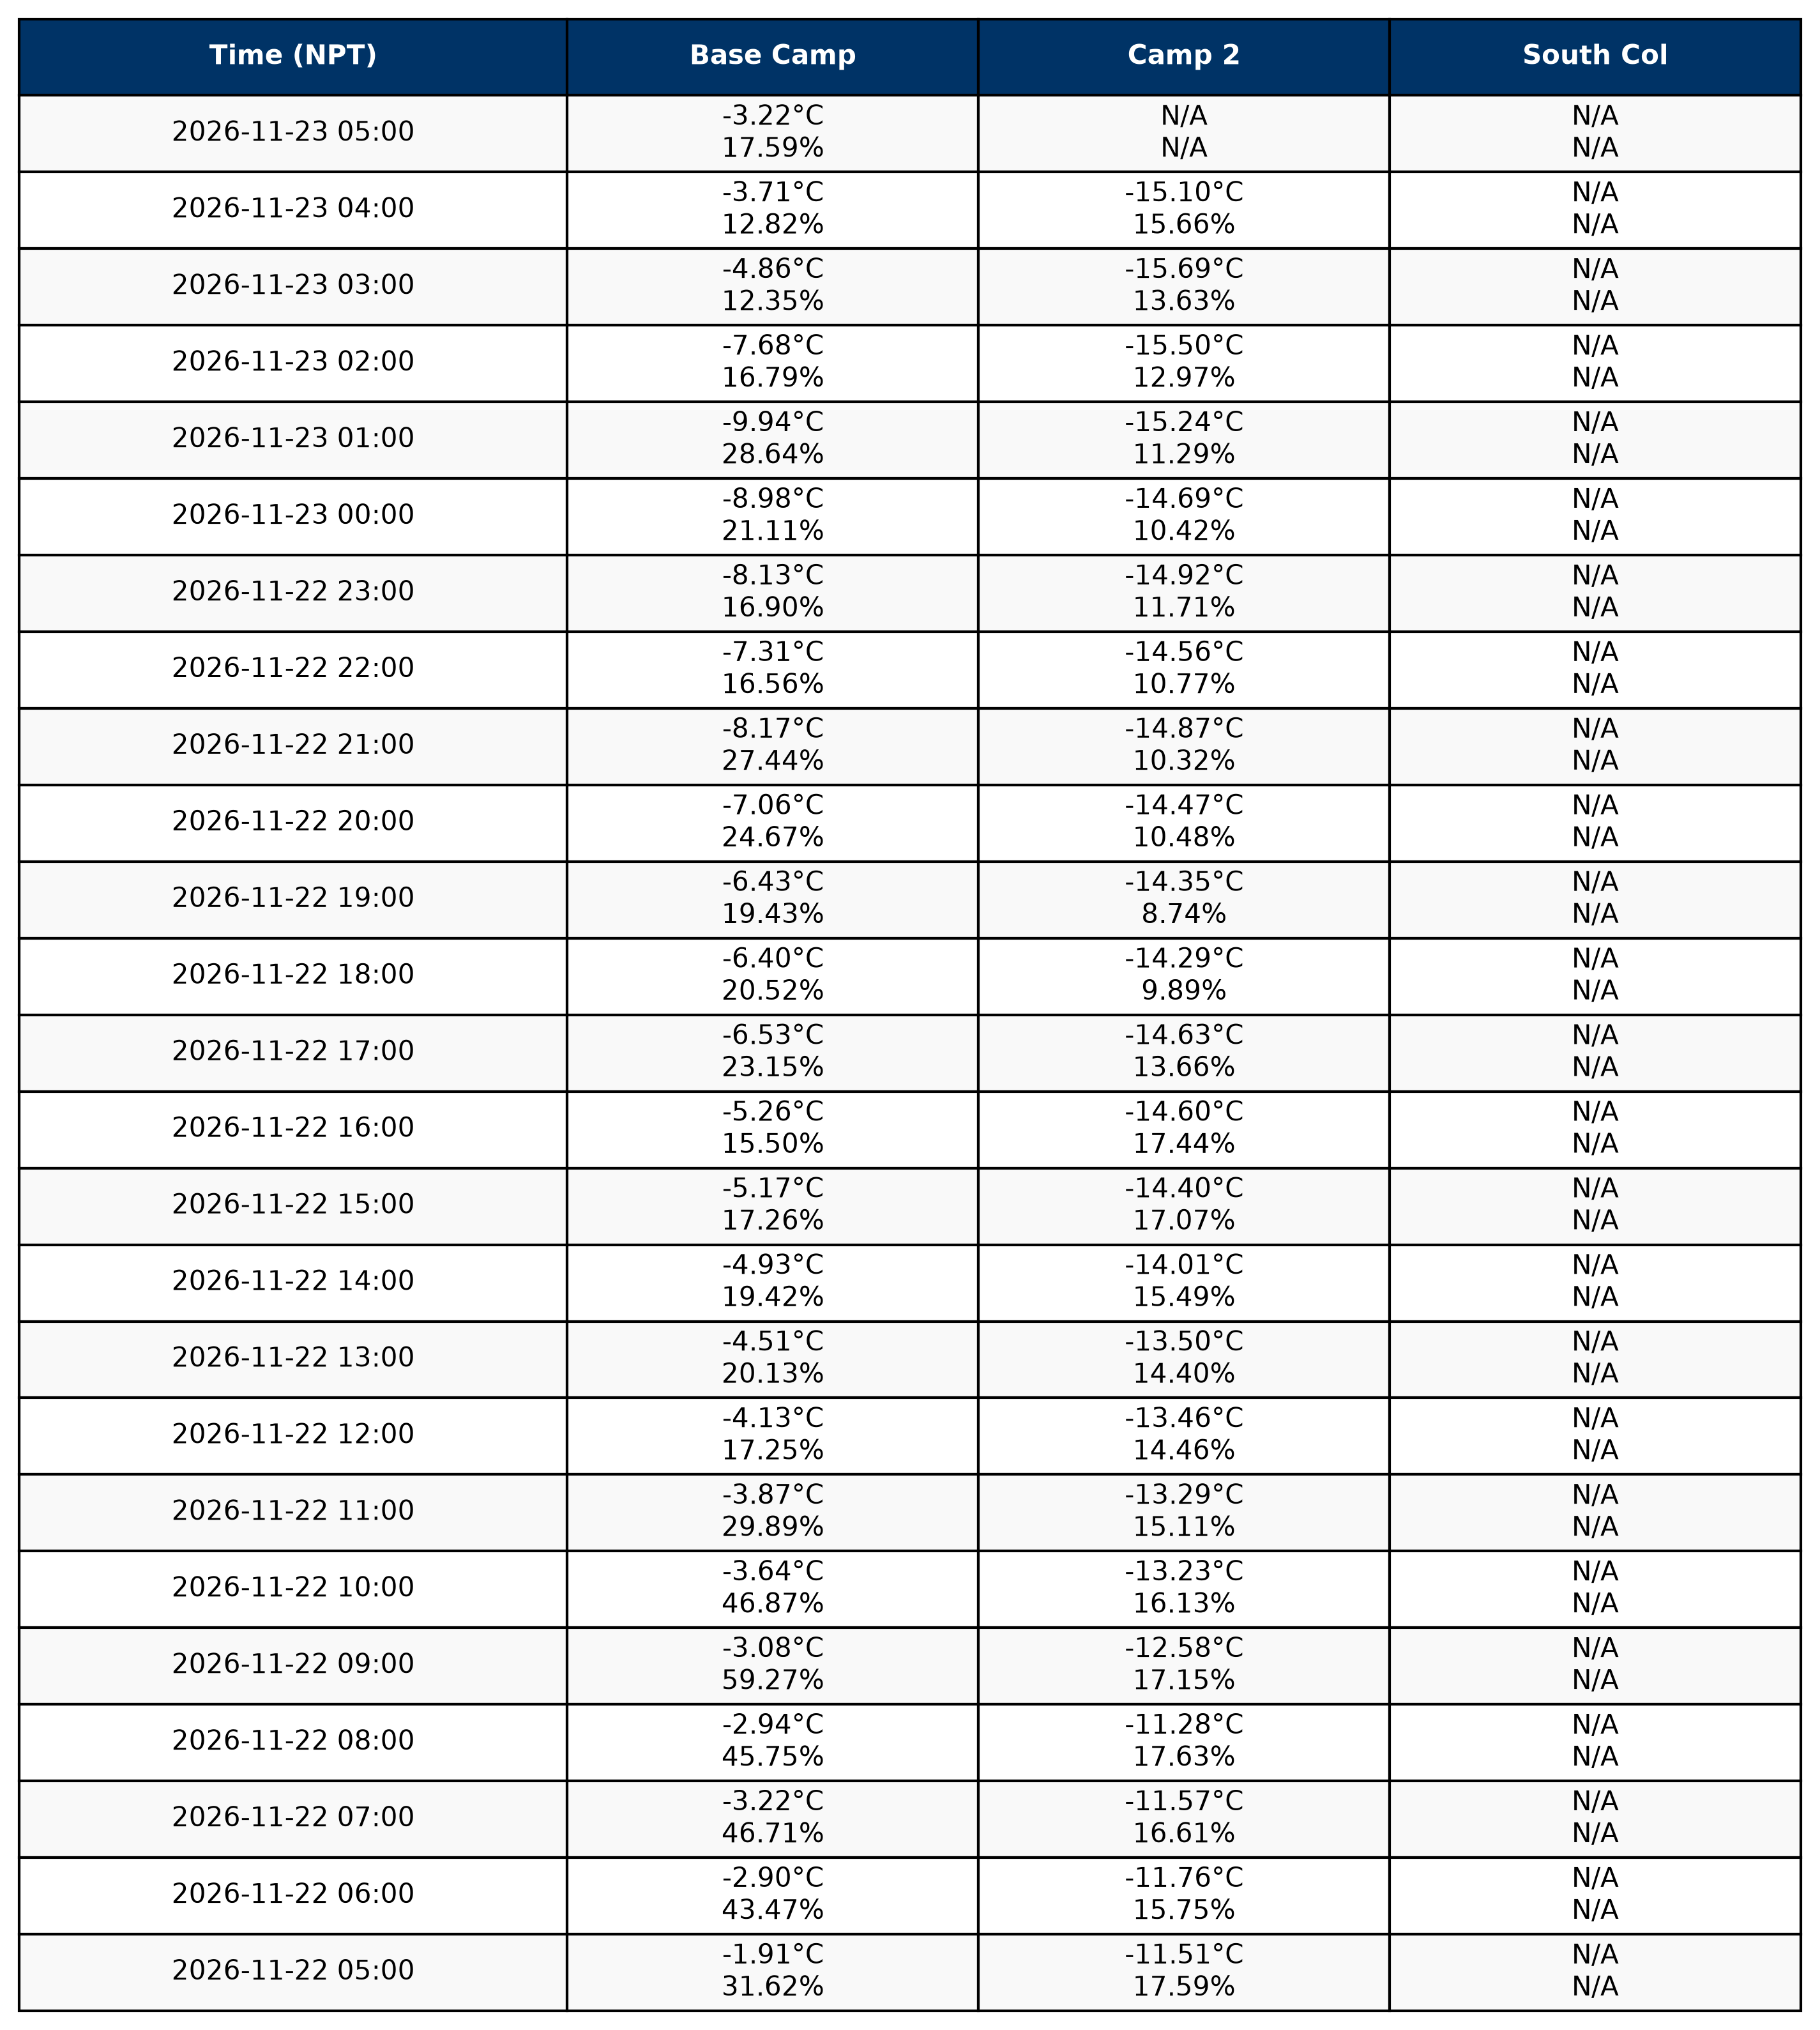 Time (NPT) Base Camp Camp 2 South Col
2026-11-23 05:00 -3.22°C 17.59% N/A N/A N/A N/A
2026-11-23 04:00 -3.71°C 12.82% -15.10°C 15.66% N/A N/A
2026-11-23 03:00 -4.86°C 12.35% -15.69°C 13.63% N/A N/A
2026-11-23 02:00 -7.68°C 16.79% -15.50°C 12.97% N/A N/A
2026-11-23 01:00 -9.94°C 28.64% -15.24°C 11.29% N/A N/A
2026-11-23 00:00 -8.98°C 21.11% -14.69°C 10.42% N/A N/A
2026-11-22 23:00 -8.13°C 16.90% -14.92°C 11.71% N/A N/A
2026-11-22 22:00 -7.31°C 16.56% -14.56°C 10.77% N/A N/A
2026-11-22 21:00 -8.17°C 27.44% -14.87°C 10.32% N/A N/A
2026-11-22 20:00 -7.06°C 24.67% -14.47°C 10.48% N/A N/A
2026-11-22 19:00 -6.43°C 19.43% -14.35°C 8.74% N/A N/A
2026-11-22 18:00 -6.40°C 20.52% -14.29°C 9.89% N/A N/A
2026-11-22 17:00 -6.53°C 23.15% -14.63°C 13.66% N/A N/A
2026-11-22 16:00 -5.26°C 15.50% -14.60°C 17.44% N/A N/A
2026-11-22 15:00 -5.17°C 17.26% -14.40°C 17.07% N/A N/A
2026-11-22 14:00 -4.93°C 19.42% -14.01°C 15.49% N/A N/A
2026-11-22 13:00 -4.51°C 20.13% -13.50°C 14.40% N/A N/A
2026-11-22 12:00 -4.13°C 17.25% -13.46°C 14.46% N/A N/A
2026-11-22 11:00 -3.87°C 29.89% -13.29°C 15.11% N/A N/A
2026-11-22 10:00 -3.64°C 46.87% -13.23°C 16.13% N/A N/A
2026-11-22 09:00 -3.08°C 59.27% -12.58°C 17.15% N/A N/A
2026-11-22 08:00 -2.94°C 45.75% -11.28°C 17.63% N/A N/A
2026-11-22 07:00 -3.22°C 46.71% -11.57°C 16.61% N/A N/A
2026-11-22 06:00 -2.90°C 43.47% -11.76°C 15.75% N/A N/A
2026-11-22 05:00 -1.91°C 31.62% -11.51°C 17.59% N/A N/A